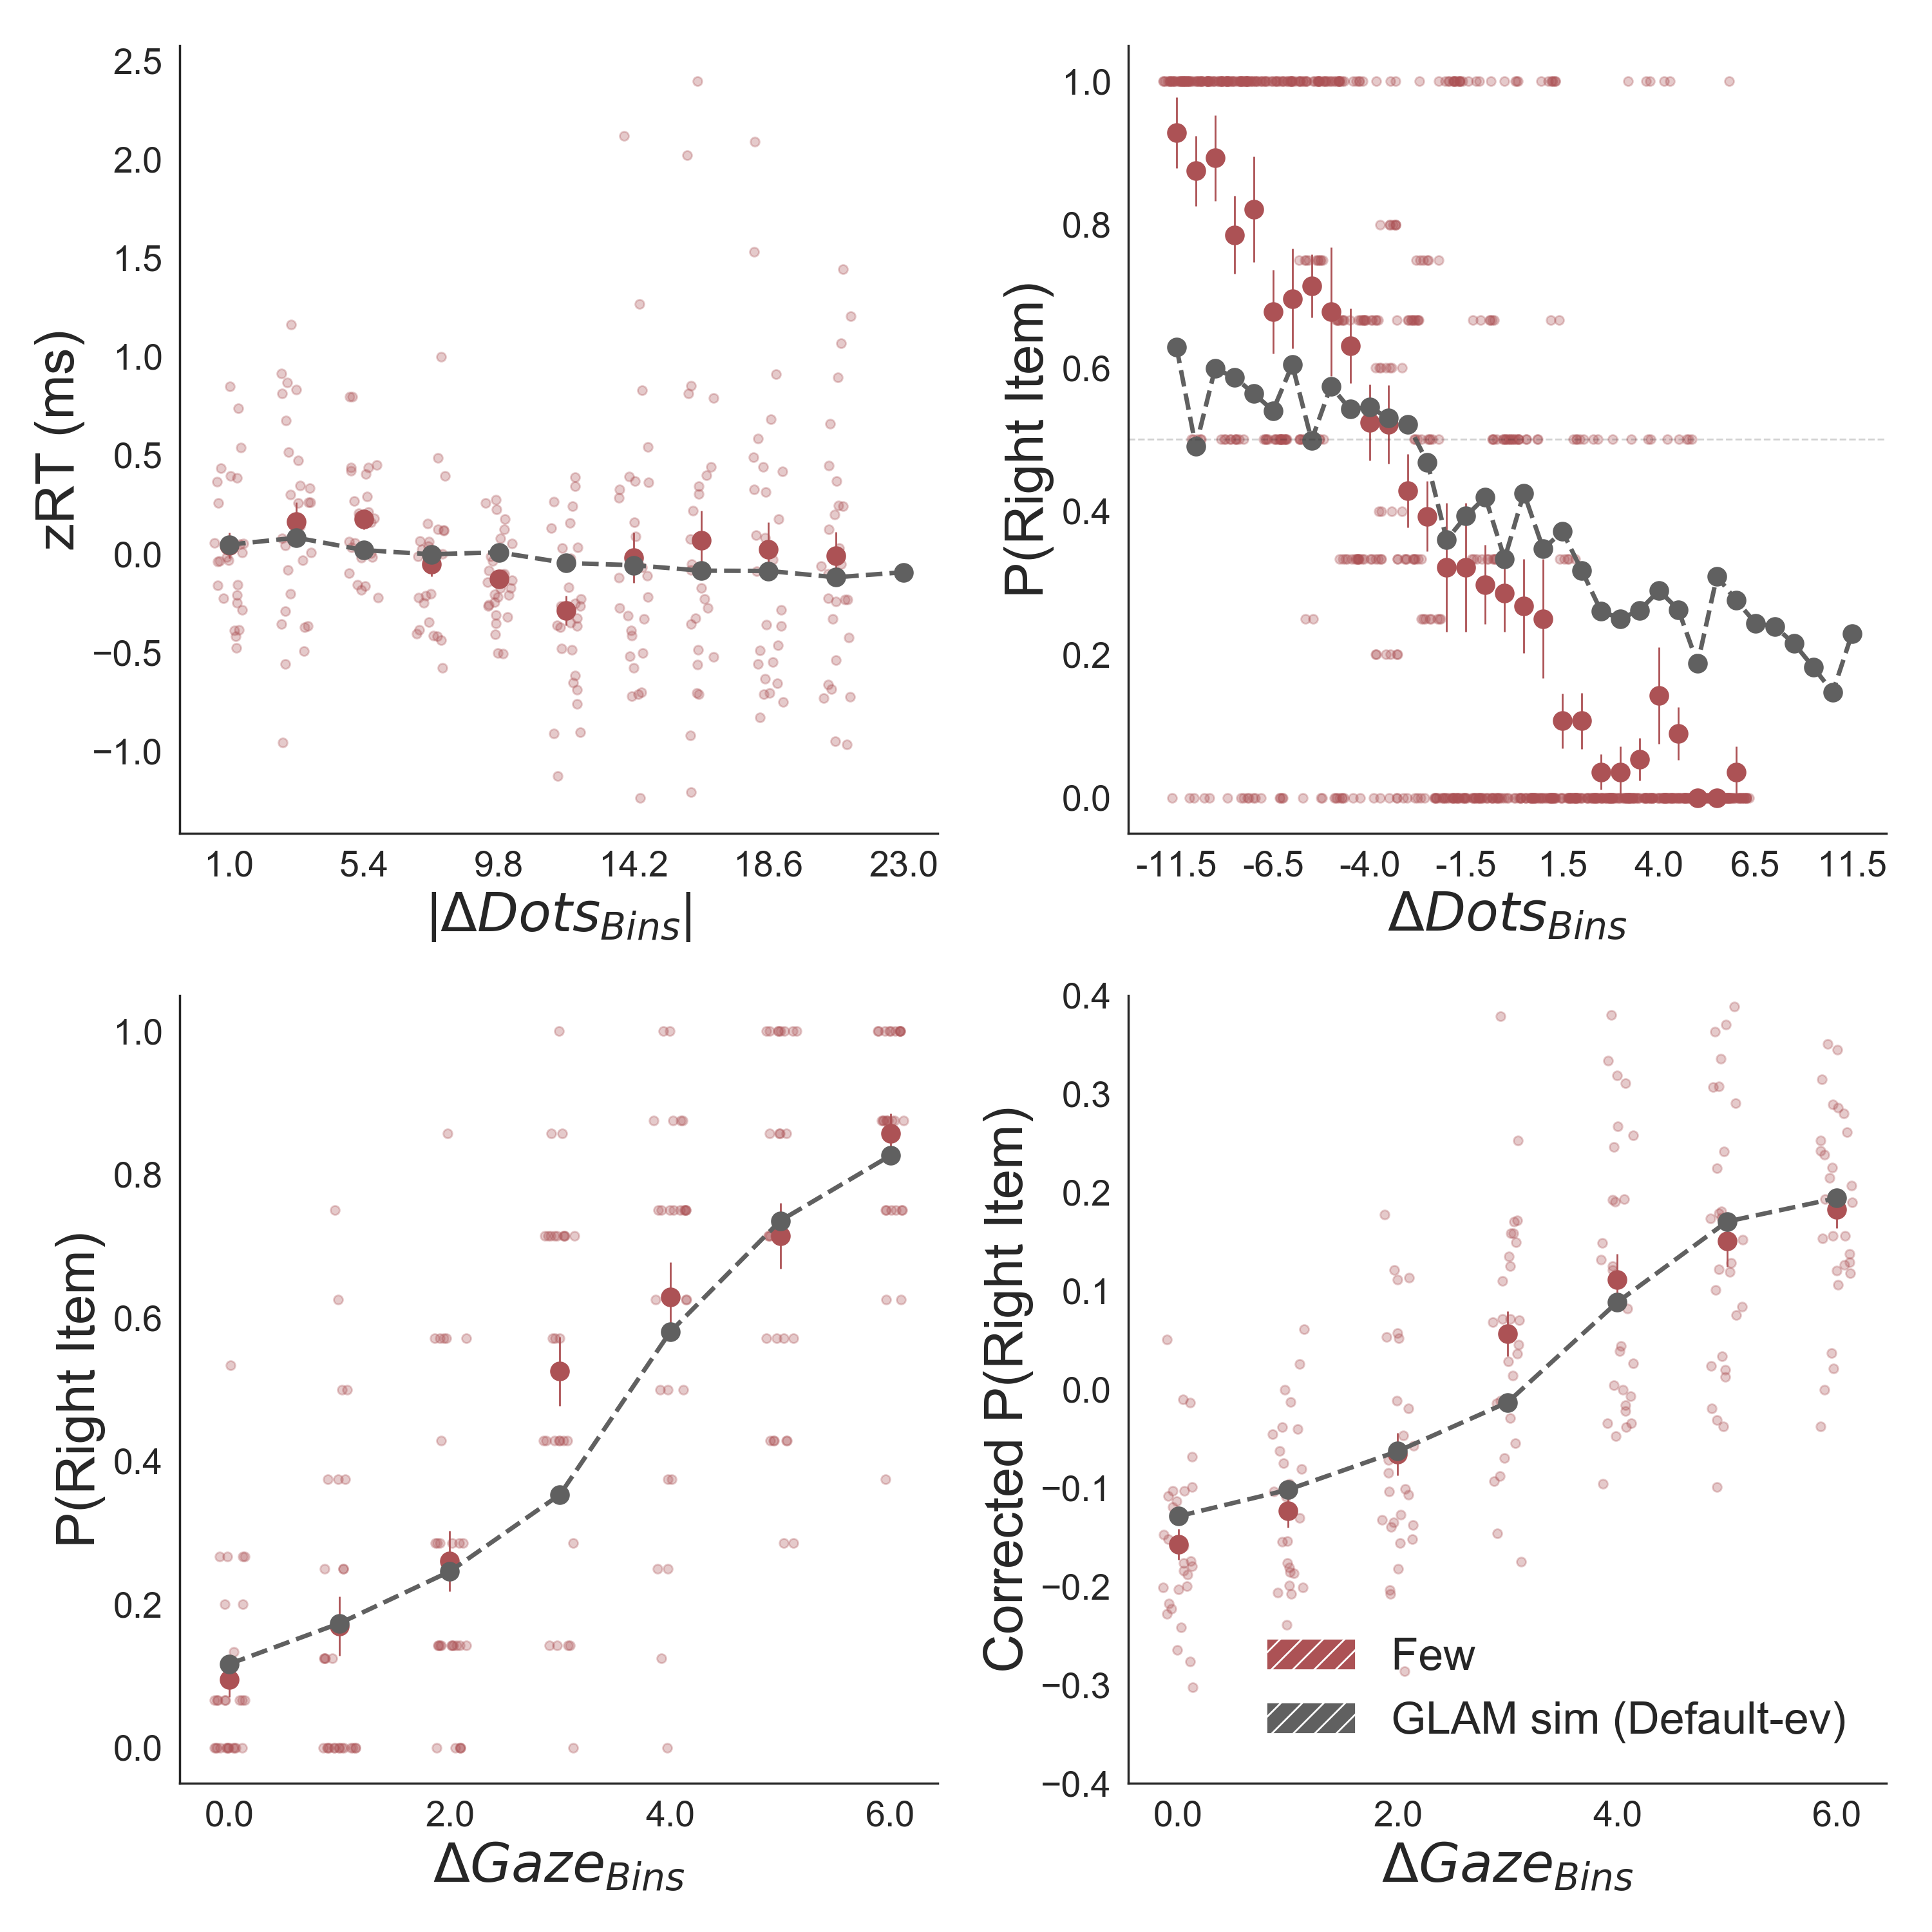 2.5
2.0
1.5
1.0
0.5
0.0
−0.5
−1.0
zRT (ms)
1.0 5.4 9.8 14.2 18.6 23.0
|ΔDots_Bins|
1.0
0.8
0.6
0.4
0.2
0.0
P(Right Item)
-11.5 -6.5 -4.0 -1.5 1.5 4.0 6.5 11.5
ΔDots_Bins
1.0
0.8
0.6
0.4
0.2
0.0
P(Right Item)
0.0 2.0 4.0 6.0
ΔGaze_Bins
0.4
0.3
0.2
0.1
0.0
−0.1
−0.2
−0.3
−0.4
Corrected P(Right Item)
Few
GLAM sim (Default-ev)
0.0 2.0 4.0 6.0
ΔGaze_Bins